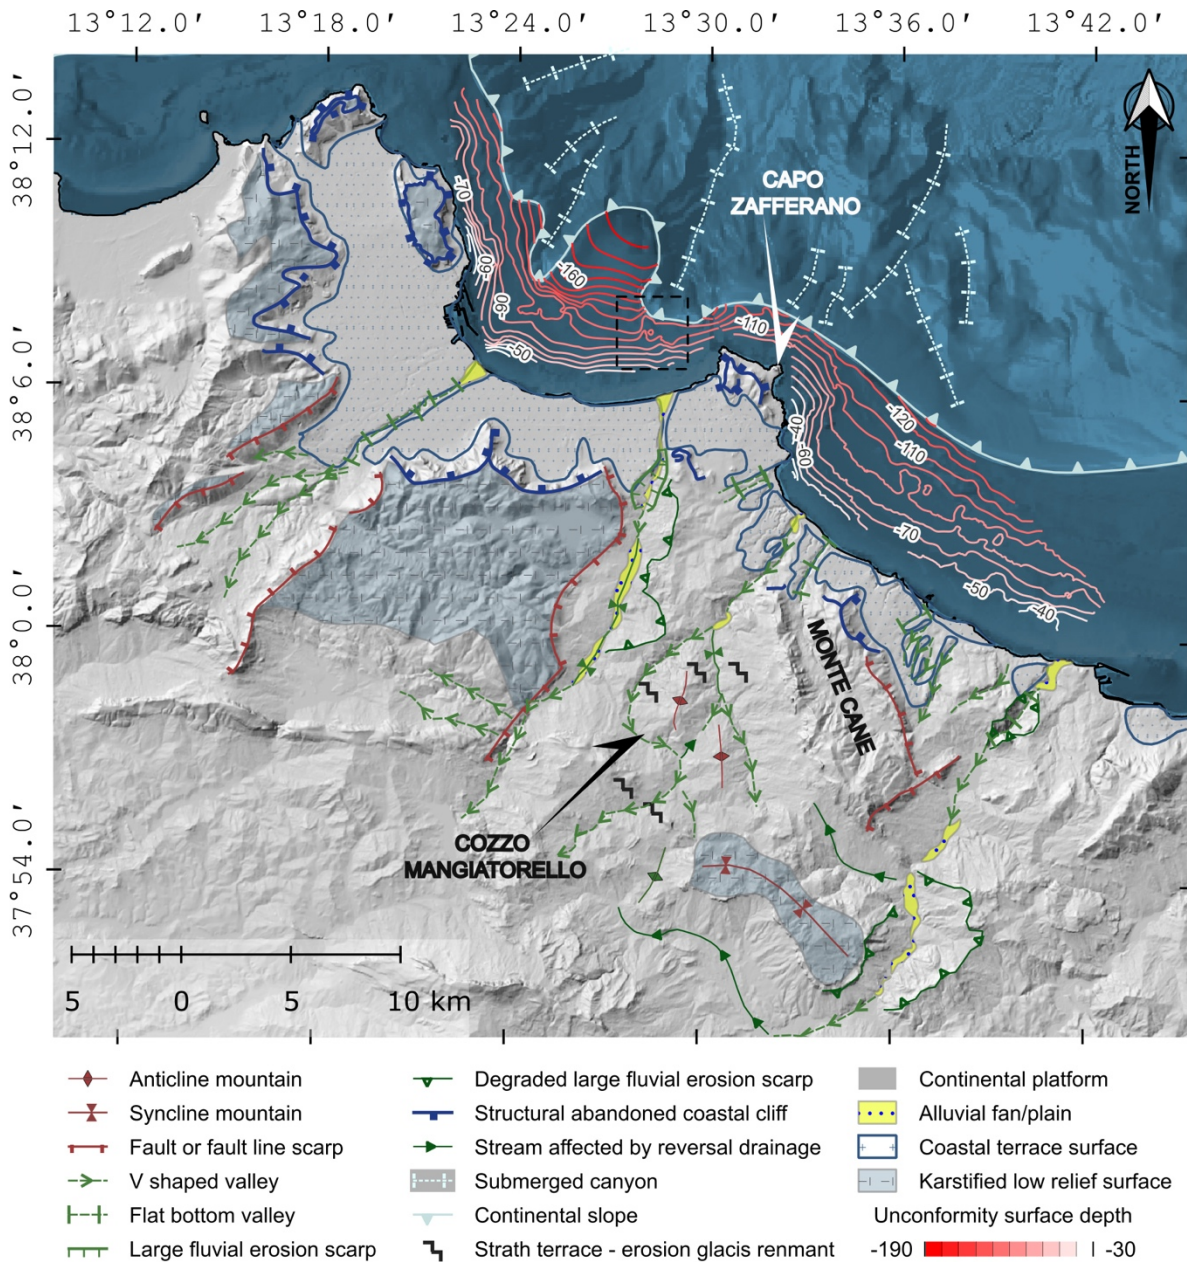 13°12.0′ 13°18.0′ 13°24.0′ 13°30.0′ 13°36.0′ 13°42.0′
38°12.0′
38°6.0′
38°0.0′
37°54.0′
NORTH
CAPO
ZAFFERANO
-70
-60
-90
-50
-160
-110
-40
-60
-120
-110
-70
-50
-40
MONTE CANE
COZZO
MANGIATORELLO
5 0 5 10 km
Anticline mountain
Syncline mountain
Fault or fault line scarp
V shaped valley
Flat bottom valley
Large fluvial erosion scarp
Degraded large fluvial erosion scarp
Structural abandoned coastal cliff
Stream affected by reversal drainage
Submerged canyon
Continental slope
Strath terrace - erosion glacis renmant
Continental platform
Alluvial fan/plain
Coastal terrace surface
Karstified low relief surface
Unconformity surface depth
-190 -30